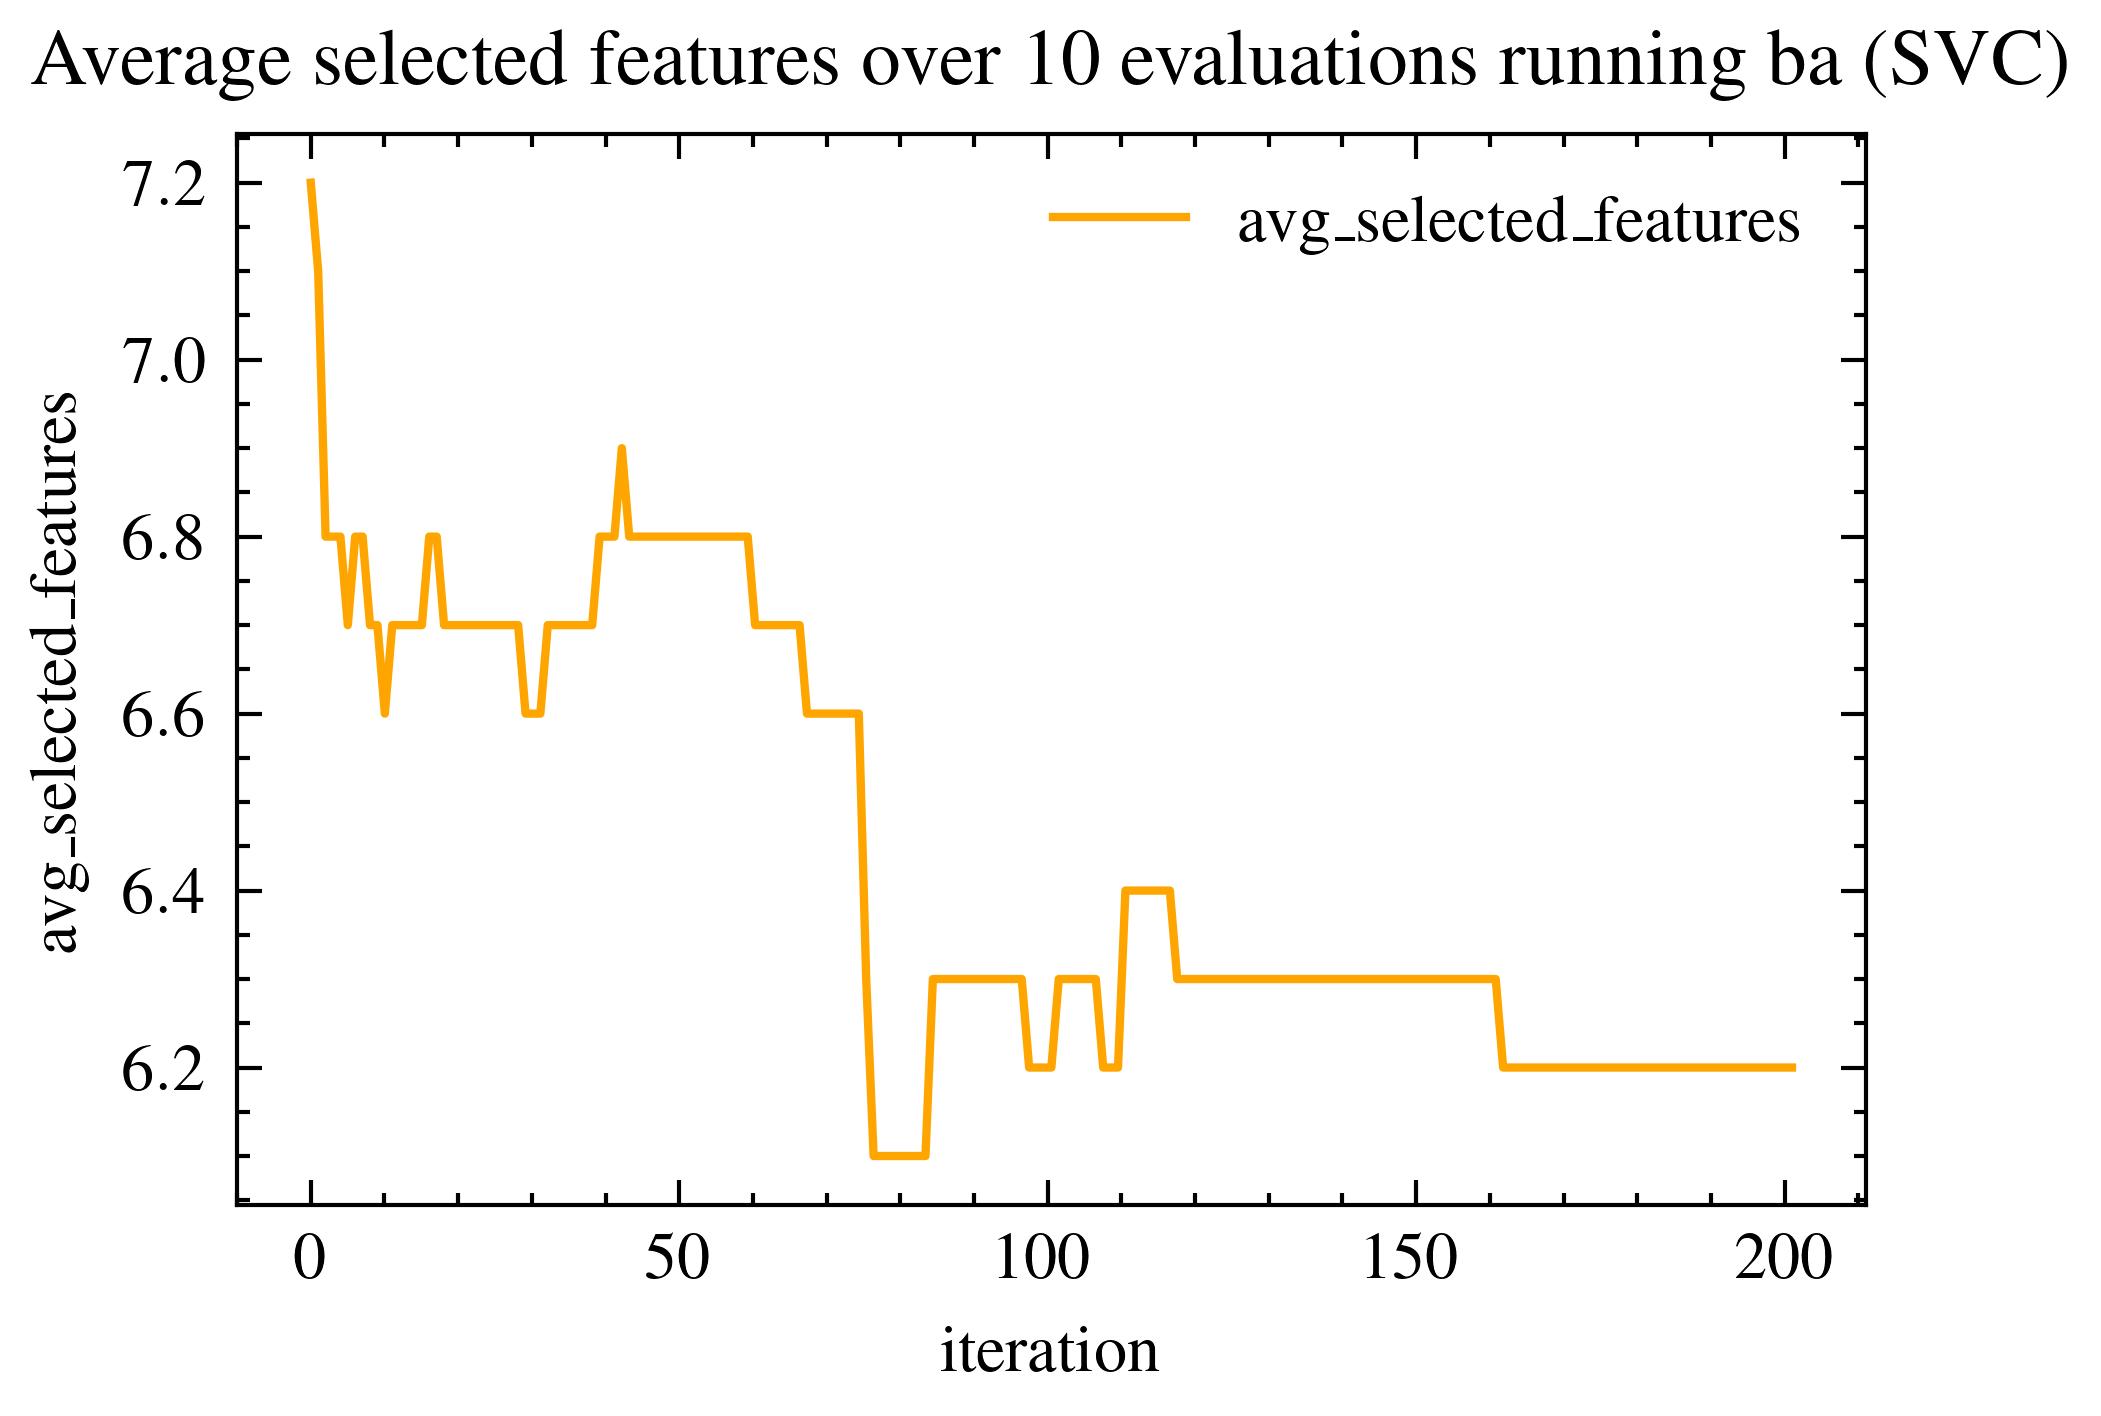 Average selected features over 10 evaluations running ba (SVC)
avg_selected_features
7.2
7.0
6.8
6.6
6.4
6.2
avg_selected_features
0 50 100 150 200
iteration